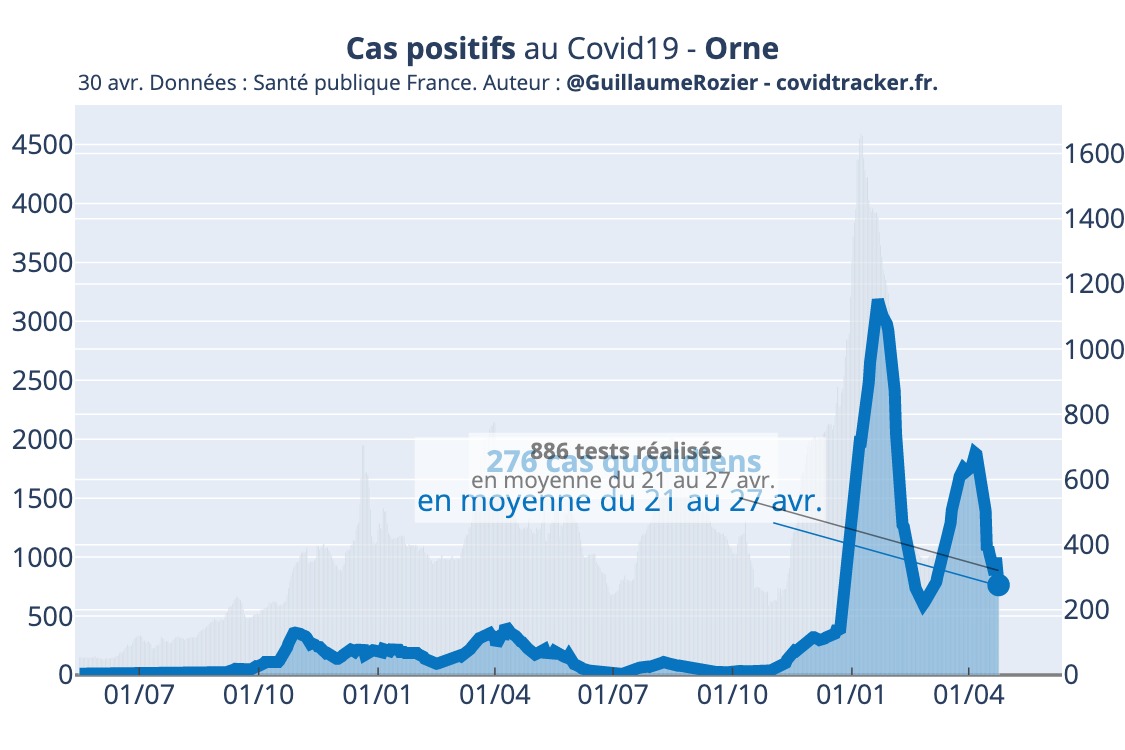 Cas positifs au Covid19 - Orne
30 avr. Données : Santé publique France. Auteur : @GuillaumeRozier - covidtracker.fr.
4500
4000
3500
3000
2500
2000
1500
1000
500
0
1600
1400
1200
1000
800
600
400
200
0
886 tests réalisés
276 cas quotidiens
en moyenne du 21 au 27 avr.
en moyenne du 21 au 27 avr.
01/07 01/10 01/01 01/04 01/07 01/10 01/01 01/04